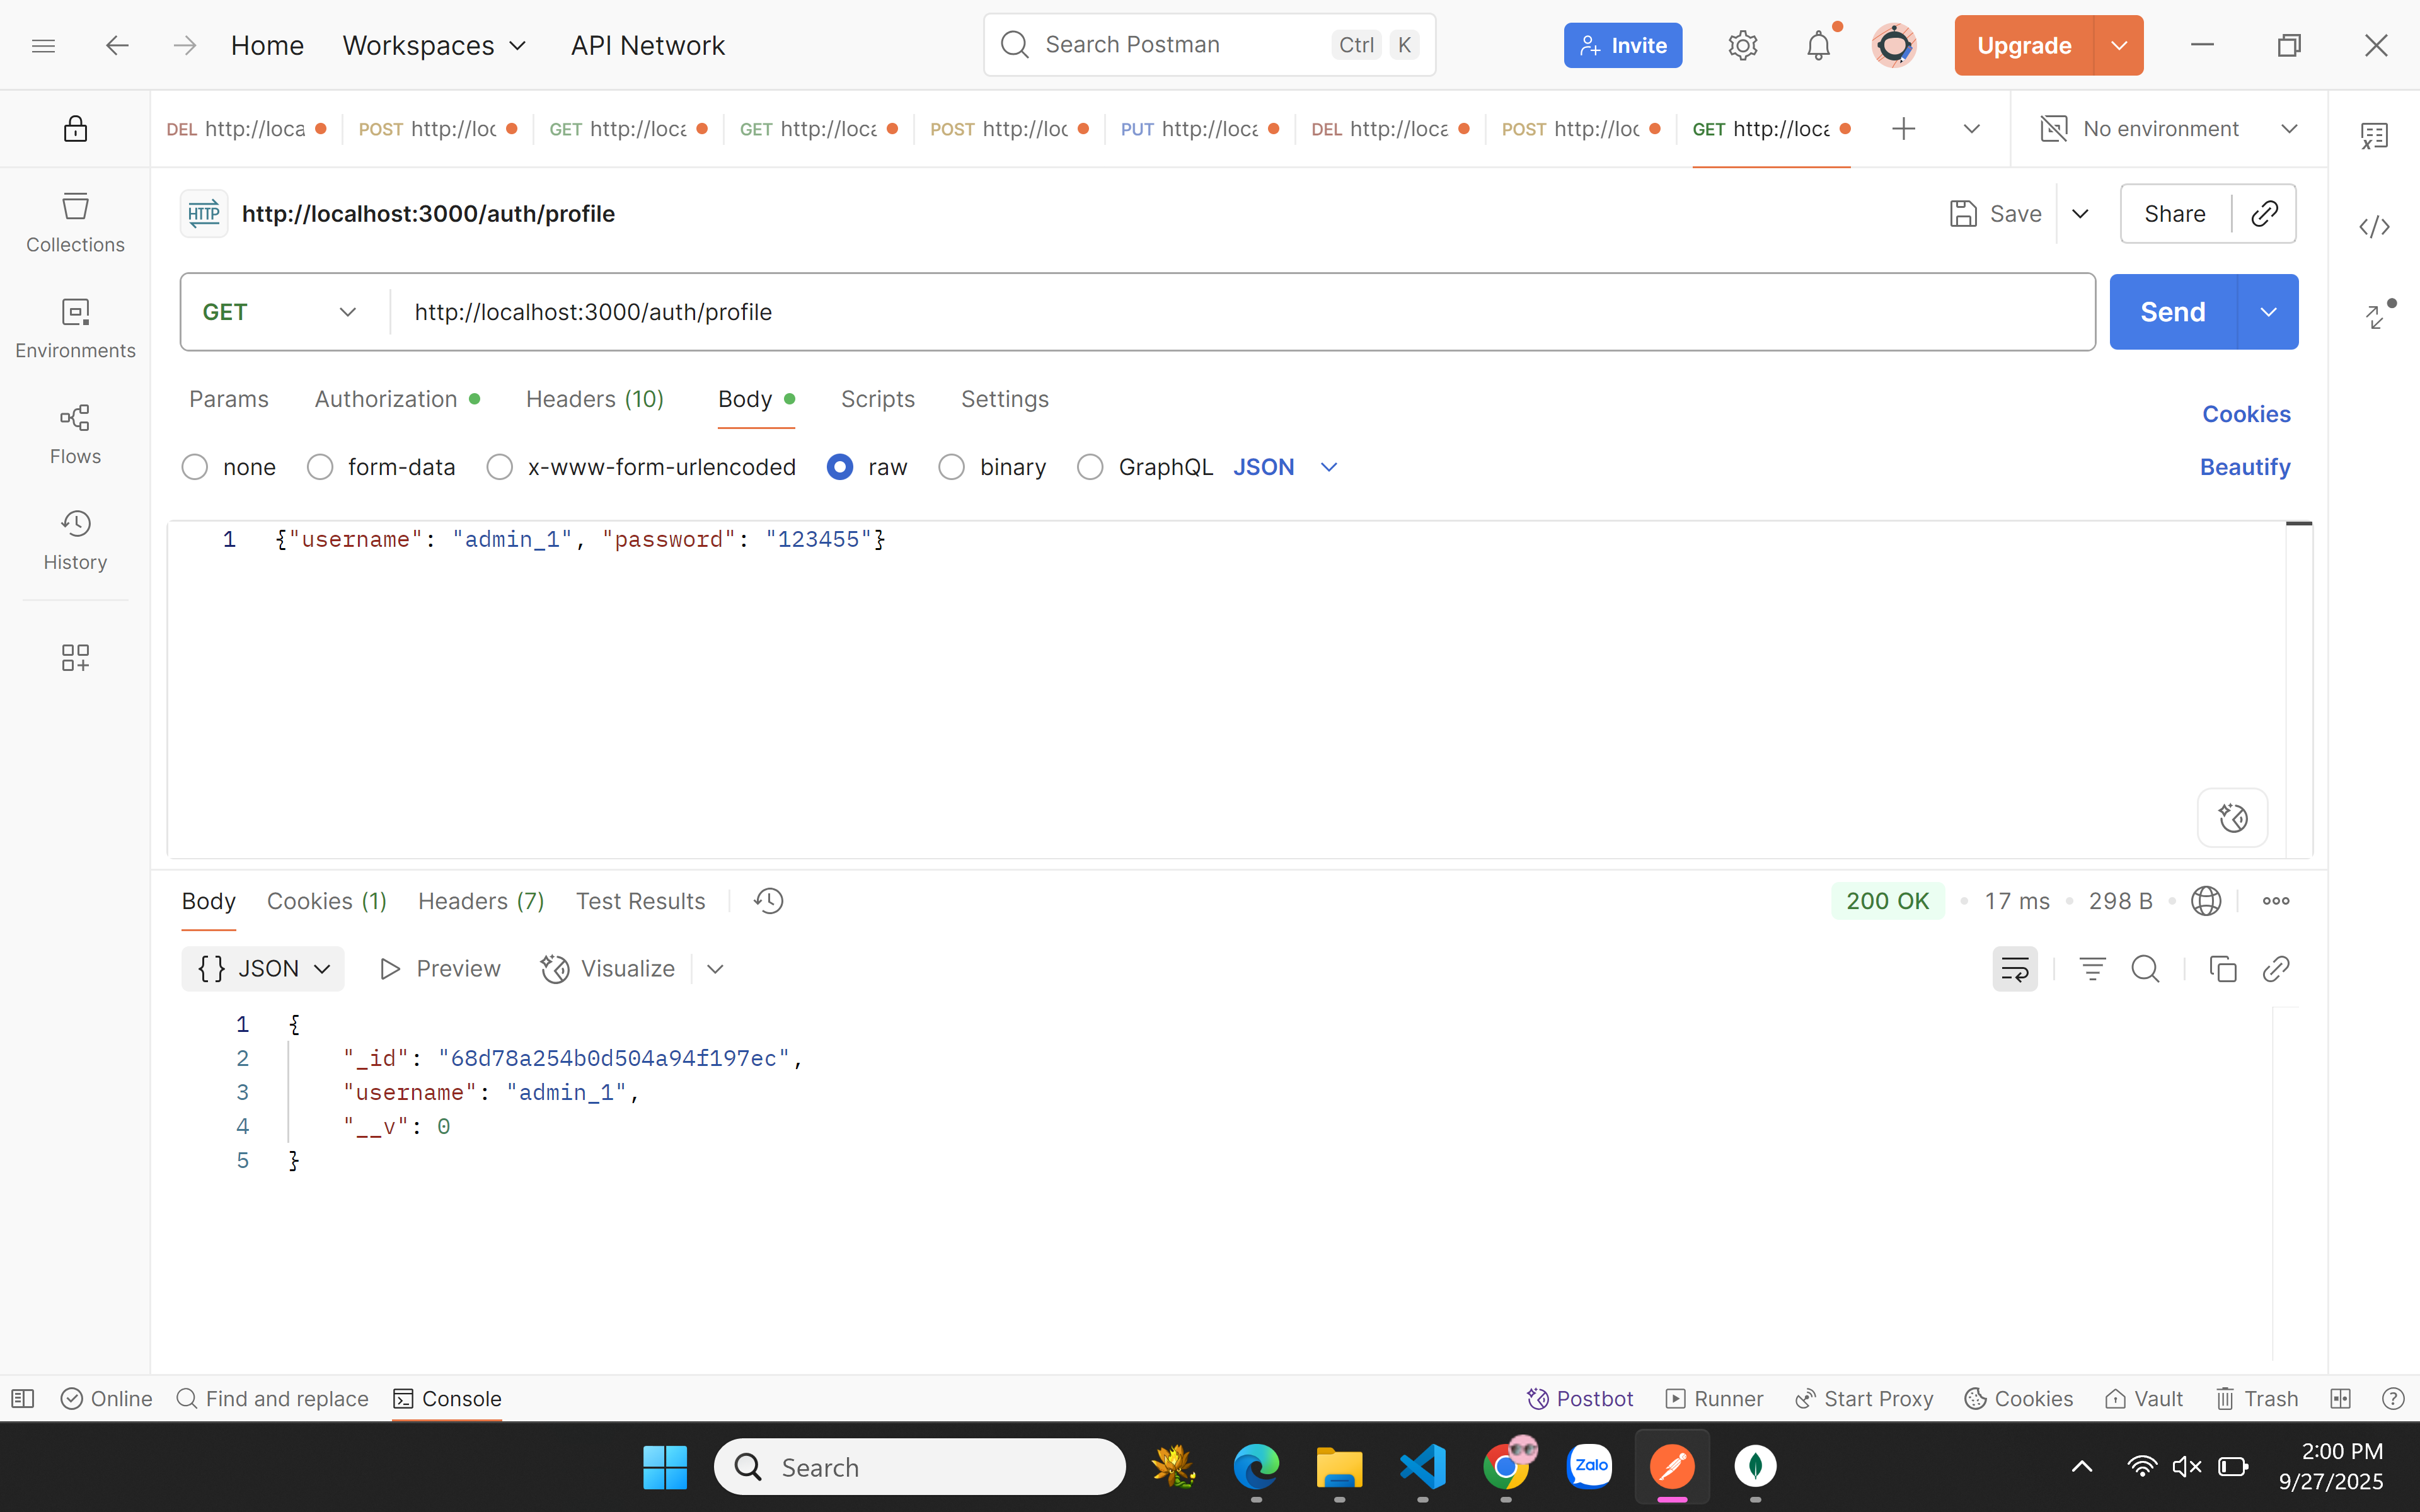 Home Workspaces API Network Search Postman Ctrl K Invite Upgrade
DEL http://loca POST http://loc GET http://loca GET http://loca POST http://loc PUT http://loca DEL http://loca POST http://loc GET http://loca No environment
HTTP http://localhost:3000/auth/profile Save Share
Collections
Environments
Flows
History
GET http://localhost:3000/auth/profile Send
Params Authorization Headers (10) Body Scripts Settings Cookies
none form-data x-www-form-urlencoded raw binary GraphQL JSON Beautify
1 {"username": "admin_1", "password": "123455"}
Body Cookies (1) Headers (7) Test Results 200 OK • 17 ms • 298 B •
{} JSON Preview Visualize
1 {
2 "_id": "68d78a254b0d504a94f197ec",
3 "username": "admin_1",
4 "__v": 0
5 }
Online Find and replace Console Postbot Runner Start Proxy Cookies Vault Trash
Search Zalo 2:00 PM
9/27/2025